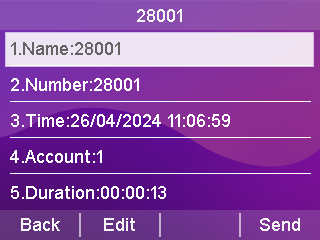 28001
1.Name:28001
2.Number:28001
3.Time:26/04/2024 11:06:59
4.Account:1
5.Duration:00:00:13
Back Edit Send